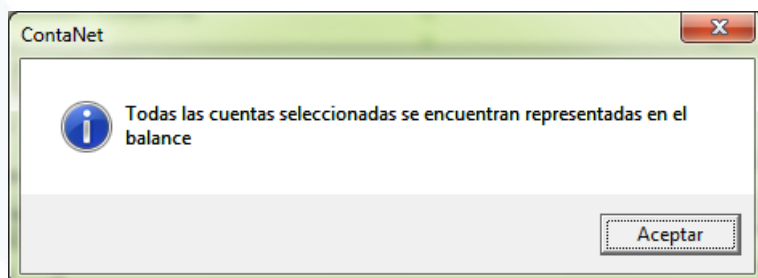 ContaNet
Todas las cuentas seleccionadas se encuentran representadas en el
balance
Aceptar